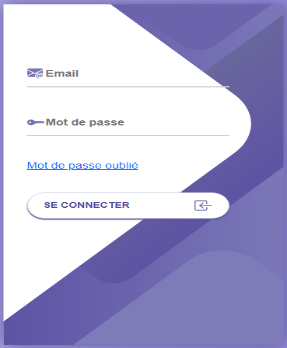 Email
Mot de passe
Mot de passe oublié
SE CONNECTER